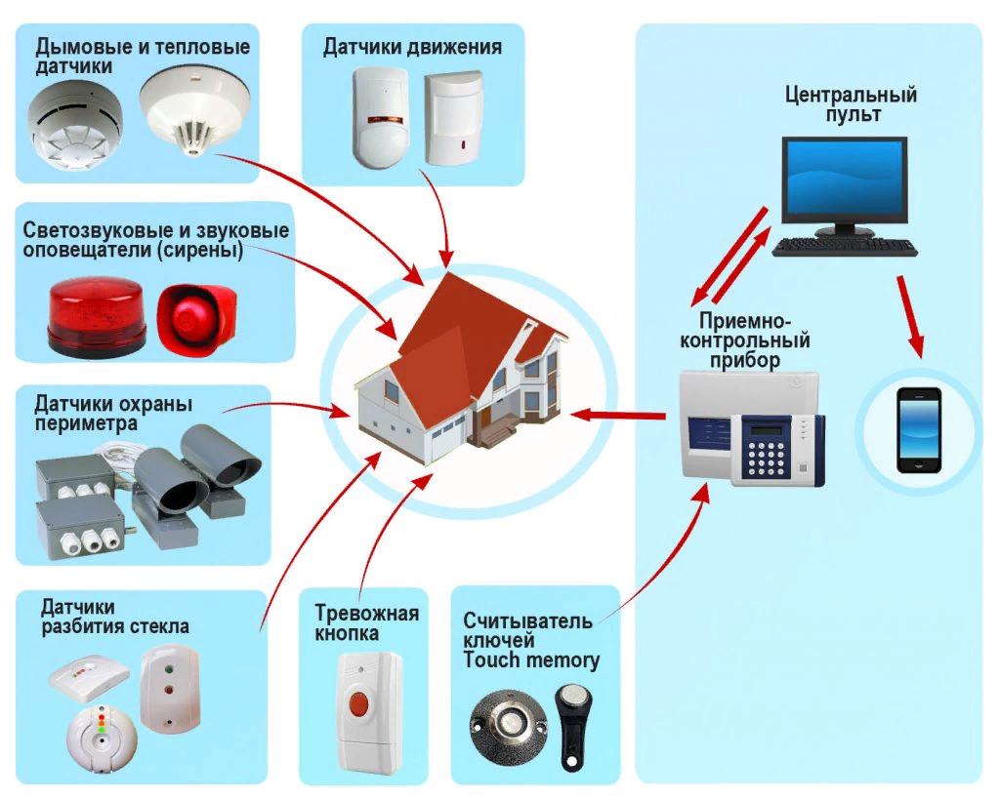 Дымовые и тепловые
датчики
Датчики движения
Центральный
пульт
Светозвуковые и звуковые
оповещатели (сирены)
Приемно-
контрольный
прибор
Датчики охраны
периметра
Датчики
разбития стекла
Тревожная
кнопка
Считыватель
ключей
Touch memory